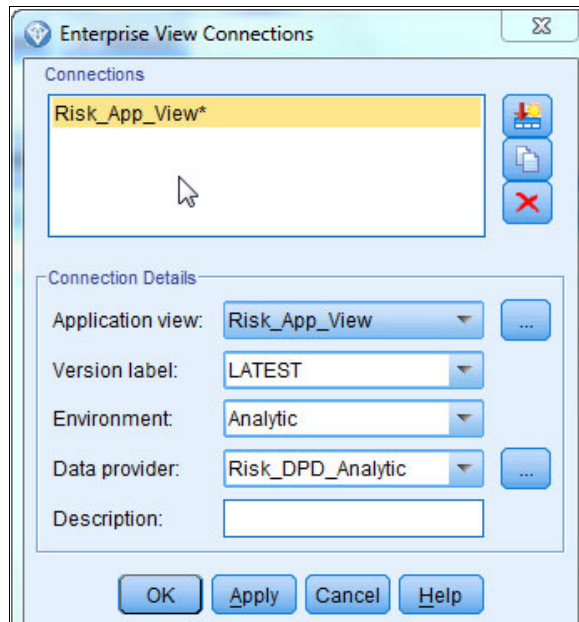 Enterprise View Connections
Connections
Risk_App_View*
Connection Details
Application view: Risk_App_View ...
Version label: LATEST
Environment: Analytic
Data provider: Risk_DPD_Analytic ...
Description:
OK Apply Cancel Help